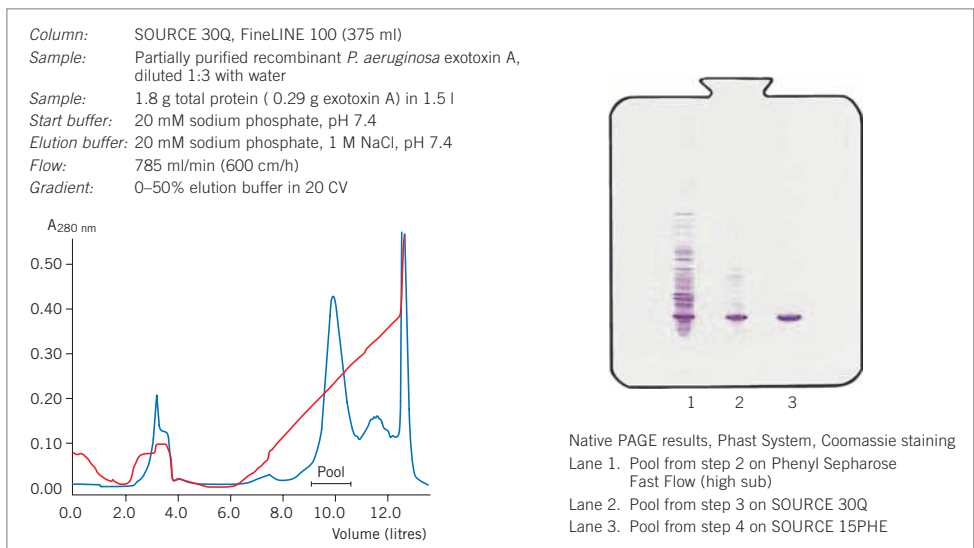 Column: SOURCE 30Q, FineLINE 100 (375 ml)
Sample: Partially purified recombinant P. aeruginosa exotoxin A,
diluted 1:3 with water
Sample: 1.8 g total protein ( 0.29 g exotoxin A) in 1.5 l
Start buffer: 20 mM sodium phosphate, pH 7.4
Elution buffer: 20 mM sodium phosphate, 1 M NaCl, pH 7.4
Flow: 785 ml/min (600 cm/h)
Gradient: 0–50% elution buffer in 20 CV
A280 nm
0.50
0.40
0.30
0.20
0.10
0.00
Pool
0.0 2.0 4.0 6.0 8.0 10.0 12.0
Volume (litres)
1 2 3
Native PAGE results, Phast System, Coomassie staining
Lane 1. Pool from step 2 on Phenyl Sepharose
Fast Flow (high sub)
Lane 2. Pool from step 3 on SOURCE 30Q
Lane 3. Pool from step 4 on SOURCE 15PHE